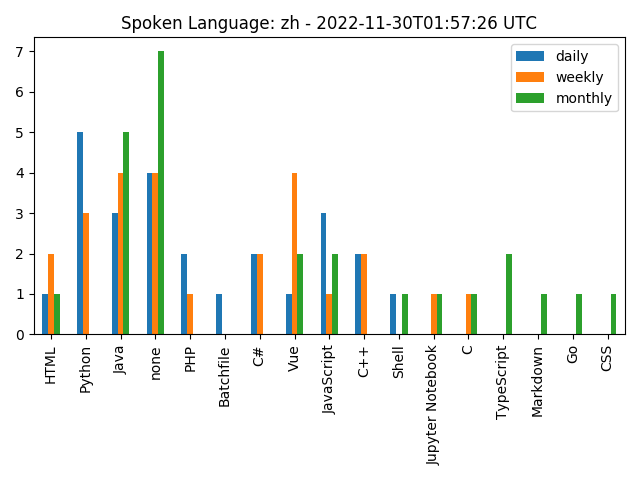 Spoken Language: zh - 2022-11-30T01:57:26 UTC
daily
weekly
monthly
7
6
5
4
3
2
1
0
HTML
Python
Java
none
PHP
Batchfile
C#
Vue
JavaScript
C++
Shell
Jupyter Notebook
C
TypeScript
Markdown
Go
CSS